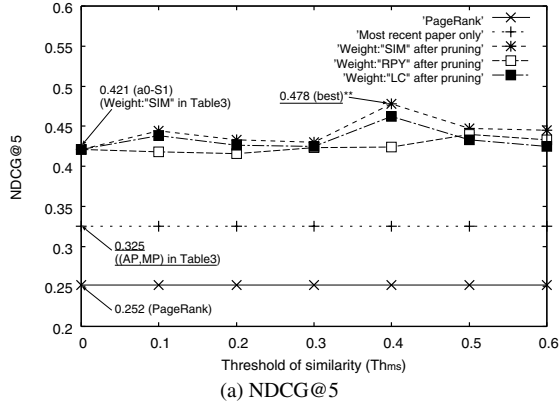 0.6
0.55
0.5
0.45
0.4
0.35
0.3
0.25
0.2
NDCG@5
'PageRank'
'Most recent paper only'
'Weight:"SIM" after pruning'
'Weight:"RPY" after pruning'
'Weight:"LC" after pruning'
0.421 (a0-S1)
(Weight:"SIM" in Table3)
0.478 (best)**
0.325
((AP,MP) in Table3)
0.252 (PageRank)
0 0.1 0.2 0.3 0.4 0.5 0.6
Threshold of similarity (Thms)
(a) NDCG@5